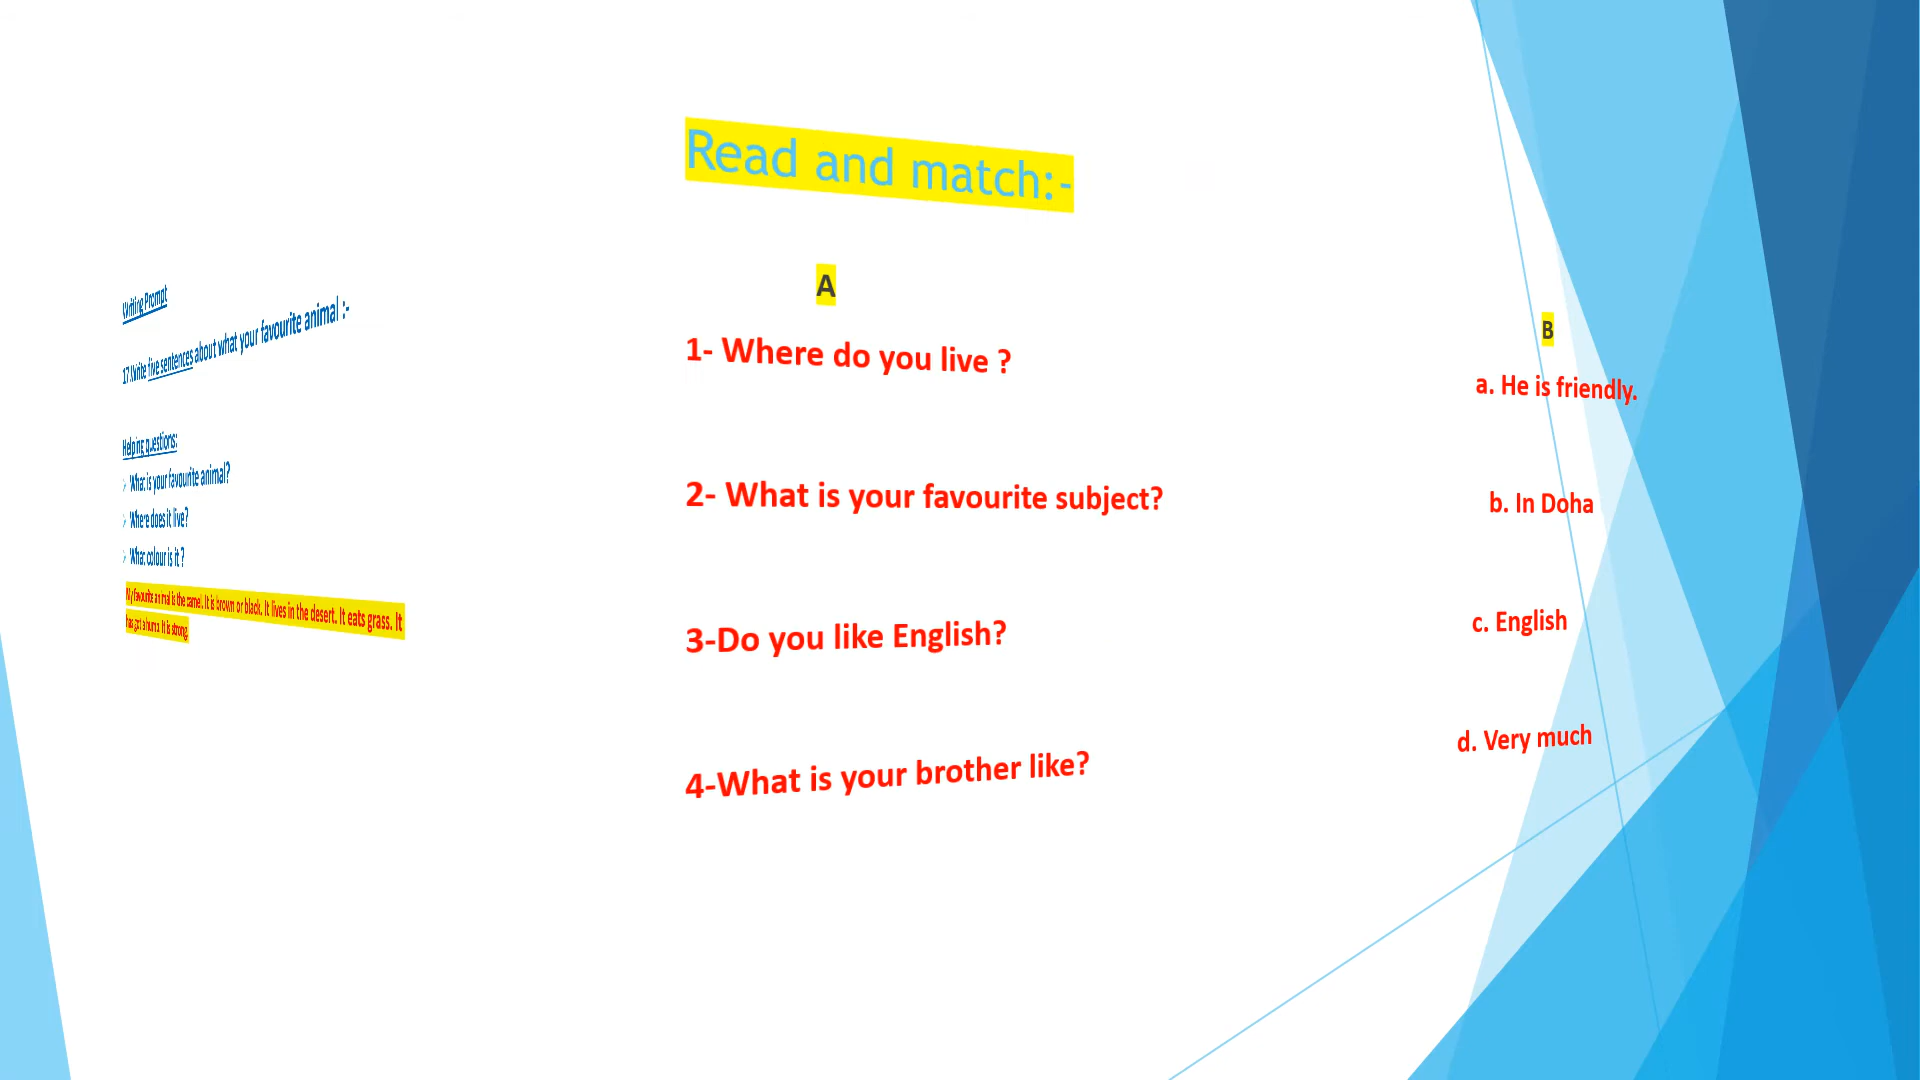 Writing Prompt
17.Write five sentences about what your favourite animal :-
Helping questions:
What is your favourite animal?
Where does it live?
What colour is it ?
My favourite animal is the camel. It is brown or black. It lives in the desert. It eats grass. It
has got a hump. It is strong.
Read and match:-
A
1- Where do you live ?
2- What is your favourite subject?
3-Do you like English?
4-What is your brother like?
B
a. He is friendly.
b. In Doha
c. English
d. Very much